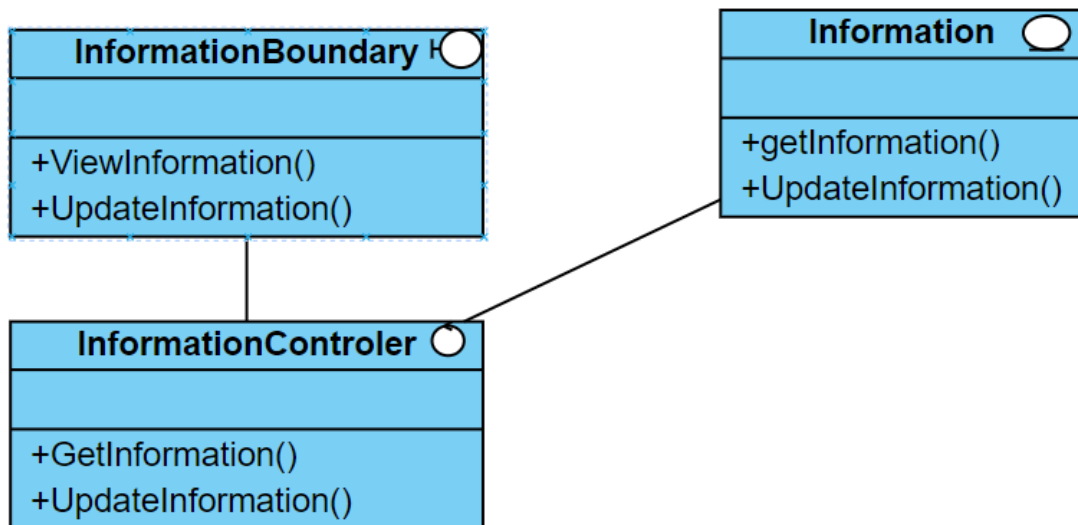 InformationBoundary
+ViewInformation()
+UpdateInformation()
Information
+getInformation()
+UpdateInformation()
InformationControler
+GetInformation()
+UpdateInformation()